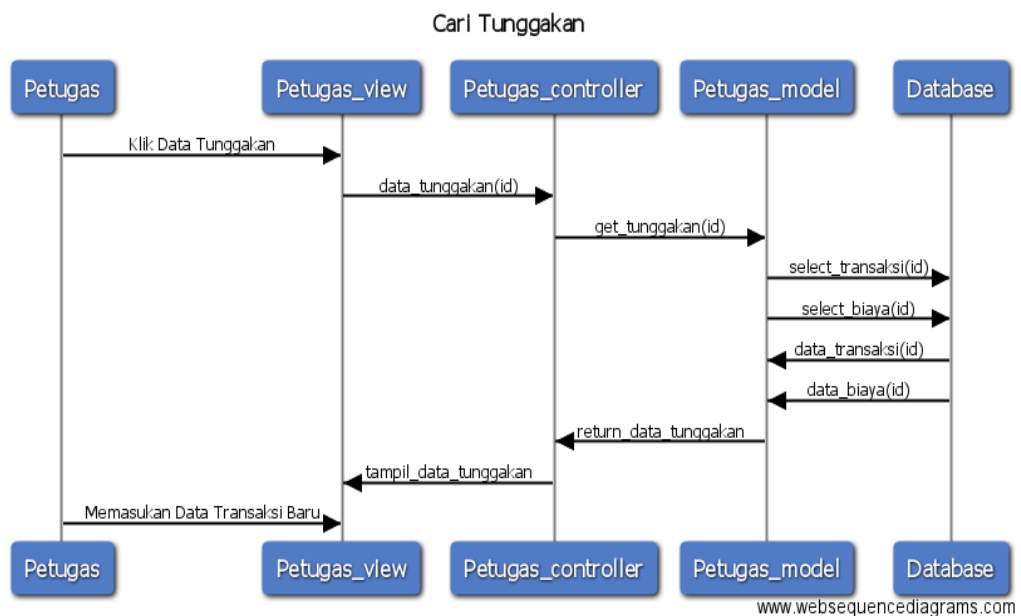 Cari Tunggakan
Petugas
Petugas_view
Petugas_controller
Petugas_model
Database
Klik Data Tunggakan
data_tunggakan(id)
get_tunggakan(id)
select_transaksi(id)
select_biaya(id)
data_transaksi(id)
data_biaya(id)
return_data_tunggakan
tampil_data_tunggakan
Memasukan Data Transaksi Baru
Petugas
Petugas_view
Petugas_controller
Petugas_model
Database
www.websequencediagrams.com